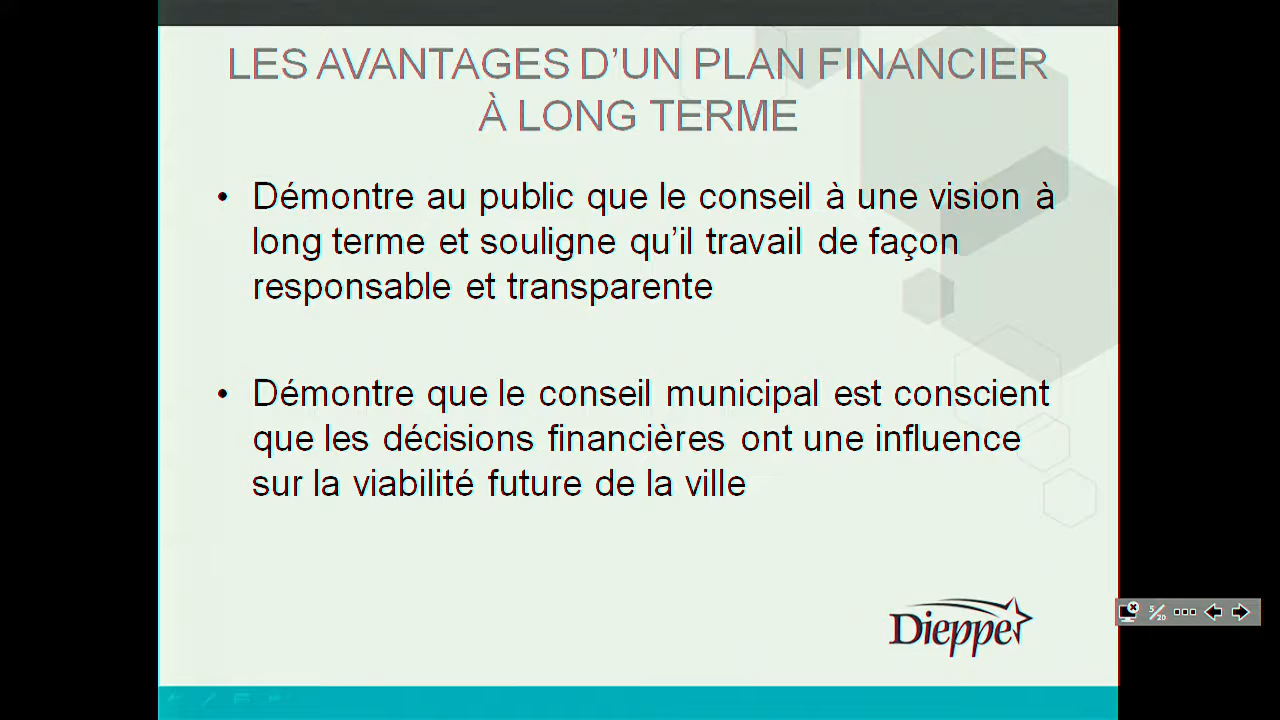 LES AVANTAGES D’UN PLAN FINANCIER
À LONG TERME
• Démontre au public que le conseil à une vision à
long terme et souligne qu’il travail de façon
responsable et transparente
• Démontre que le conseil municipal est conscient
que les décisions financières ont une influence
sur la viabilité future de la ville
Dieppe
5/20